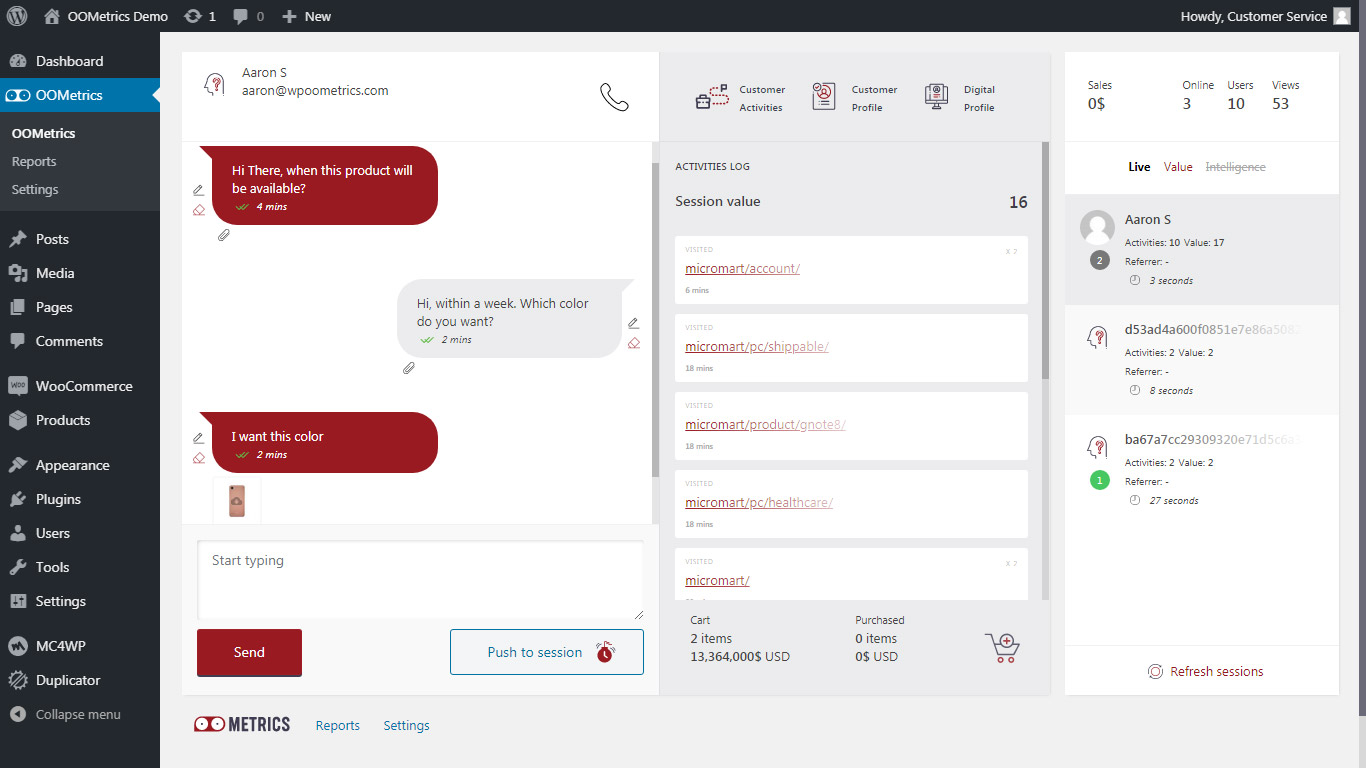 OOMetrics Demo
1
0
New
Howdy, Customer Service
Dashboard
OOMetrics
OOMetrics
Reports
Settings
Posts
Media
Pages
Comments
WooCommerce
Products
Appearance
Plugins
Users
Tools
Settings
MC4WP
Duplicator
Collapse menu
Aaron S
aaron@wpoometrics.com
Hi There, when this product will
be available?
4 mins
Hi, within a week. Which color
do you want?
2 mins
I want this color
2 mins
Start typing
Send
Push to session
Customer
Activities
Customer
Profile
Digital
Profile
ACTIVITIES LOG
Session value
16
VISITED
X 2
micromart/account/
6 mins
VISITED
micromart/pc/shippable/
18 mins
VISITED
micromart/product/gnote8/
18 mins
VISITED
micromart/pc/healthcare/
18 mins
VISITED
X 2
micromart/
Cart
2 items
13,364,000$ USD
Purchased
0 items
0$ USD
Sales
0$
Online
3
Users
10
Views
53
Live
Value
Intelligence
Aaron S
Activities: 10 Value: 17
2
Referrer: -
3 seconds
d53ad4a600f0851e7e86a5082
Activities: 2 Value: 2
Referrer: -
8 seconds
ba67a7cc29309320e71d5c6a
Activities: 2 Value: 2
1
Referrer: -
27 seconds
Refresh sessions
METRICS
Reports
Settings